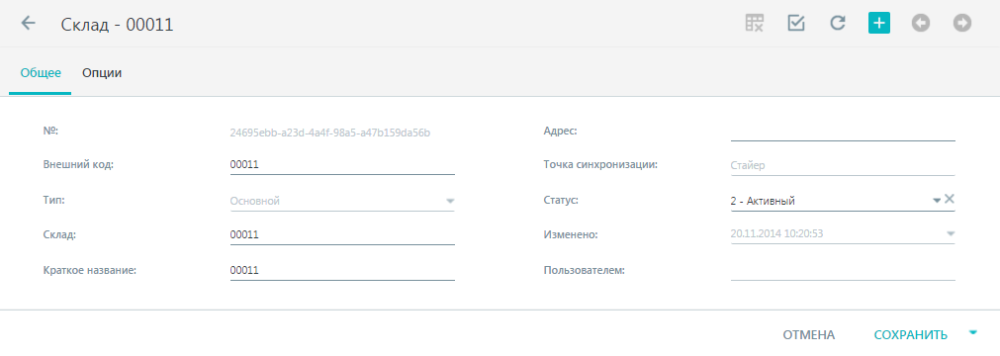 Склад - 00011
Общее Опции
№: 24695ebb-a23d-4a4f-98a5-a47b159da56b
Адрес:
Внешний код: 00011
Точка синхронизации: Стайер
Тип: Основной
Статус: 2 - Активный
Склад: 00011
Изменено: 20.11.2014 10:20:53
Краткое название: 00011
Пользователем:
ОТМЕНА СОХРАНИТЬ